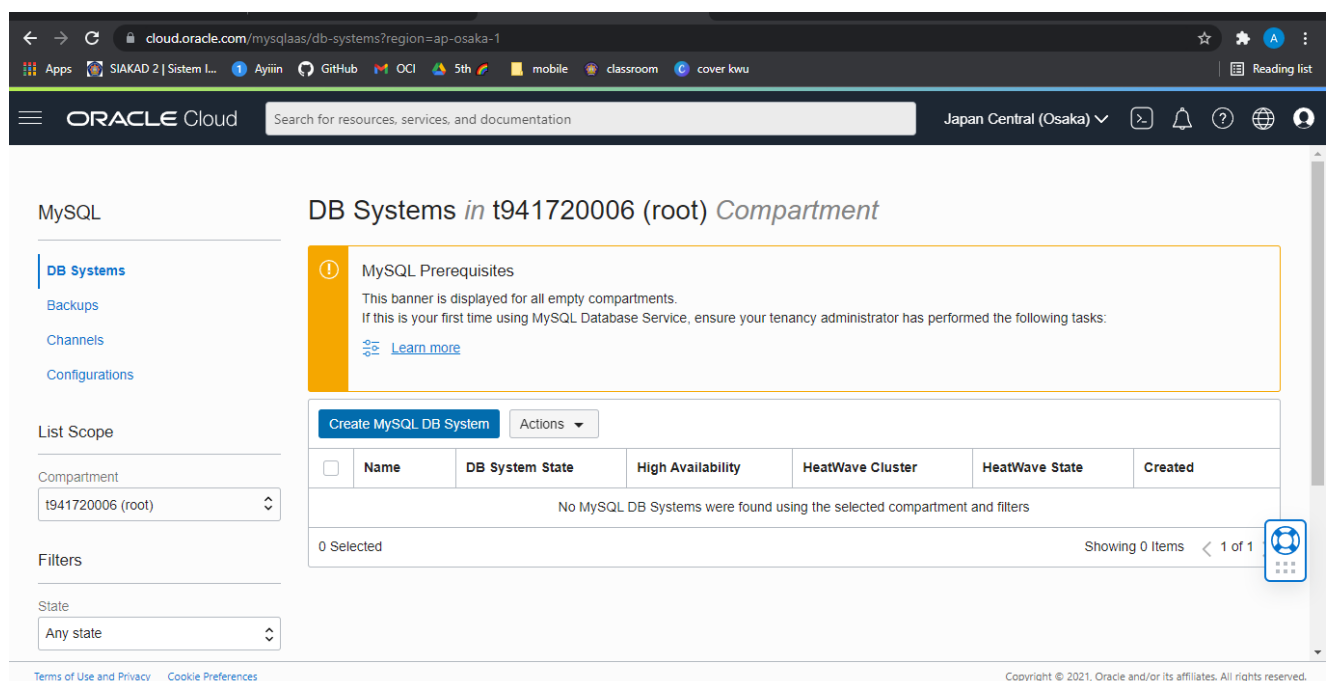 cloud.oracle.com/mysqlaas/db-systems?region=ap-osaka-1
A
Apps SIAKAD 2 | Sistem I... 1 Ayiiin GitHub OCI 5th mobile classroom C cover kwu Reading list
ORACLE Cloud
Search for resources, services, and documentation
Japan Central (Osaka)
MySQL
DB Systems
Backups
Channels
Configurations
List Scope
Compartment
t941720006 (root)
Filters
State
Any state
DB Systems in t941720006 (root) Compartment
MySQL Prerequisites
This banner is displayed for all empty compartments.
If this is your first time using MySQL Database Service, ensure your tenancy administrator has performed the following tasks:
Learn more
Create MySQL DB System Actions
Name DB System State High Availability HeatWave Cluster HeatWave State Created
No MySQL DB Systems were found using the selected compartment and filters
0 Selected Showing 0 Items < 1 of 1
Terms of Use and Privacy Cookie Preferences Copyright © 2021, Oracle and/or its affiliates. All rights reserved.